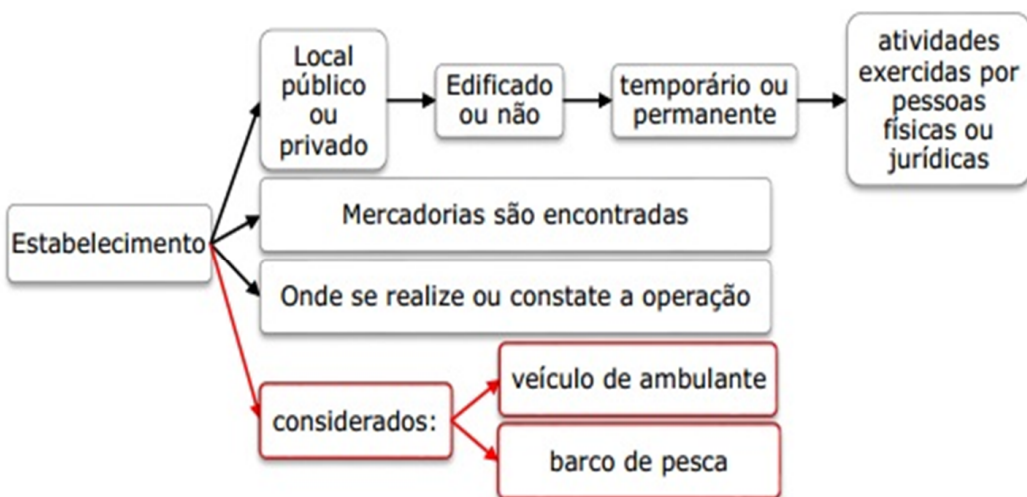 Estabelecimento
Local
público
ou
privado
Edificado
ou não
temporário ou
permanente
atividades
exercidas por
pessoas
físicas ou
jurídicas
Mercadorias são encontradas
Onde se realize ou constate a operação
considerados:
veículo de ambulante
barco de pesca